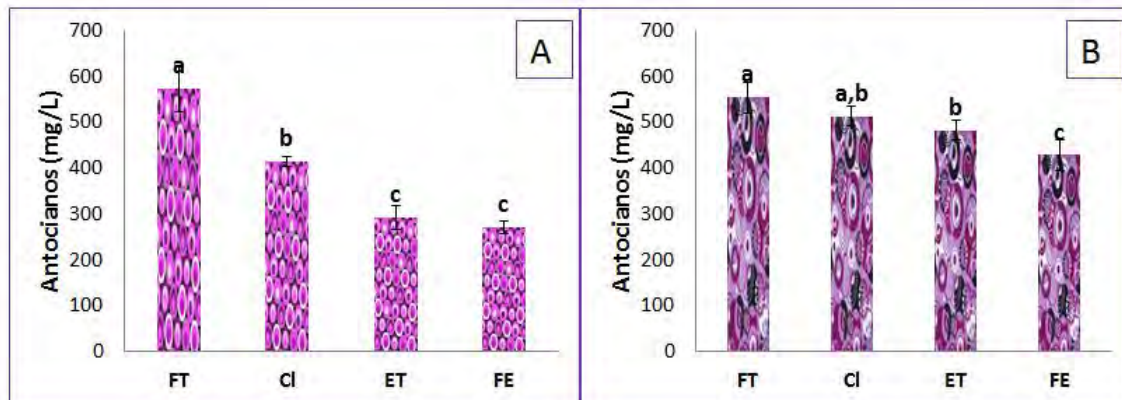 A
Antocianos (mg/L)
700
600
500
400
300
200
100
0
a
b
c
c
FT
Cl
ET
FE
B
Antocianos (mg/L)
700
600
500
400
300
200
100
0
a
a,b
b
c
FT
Cl
ET
FE